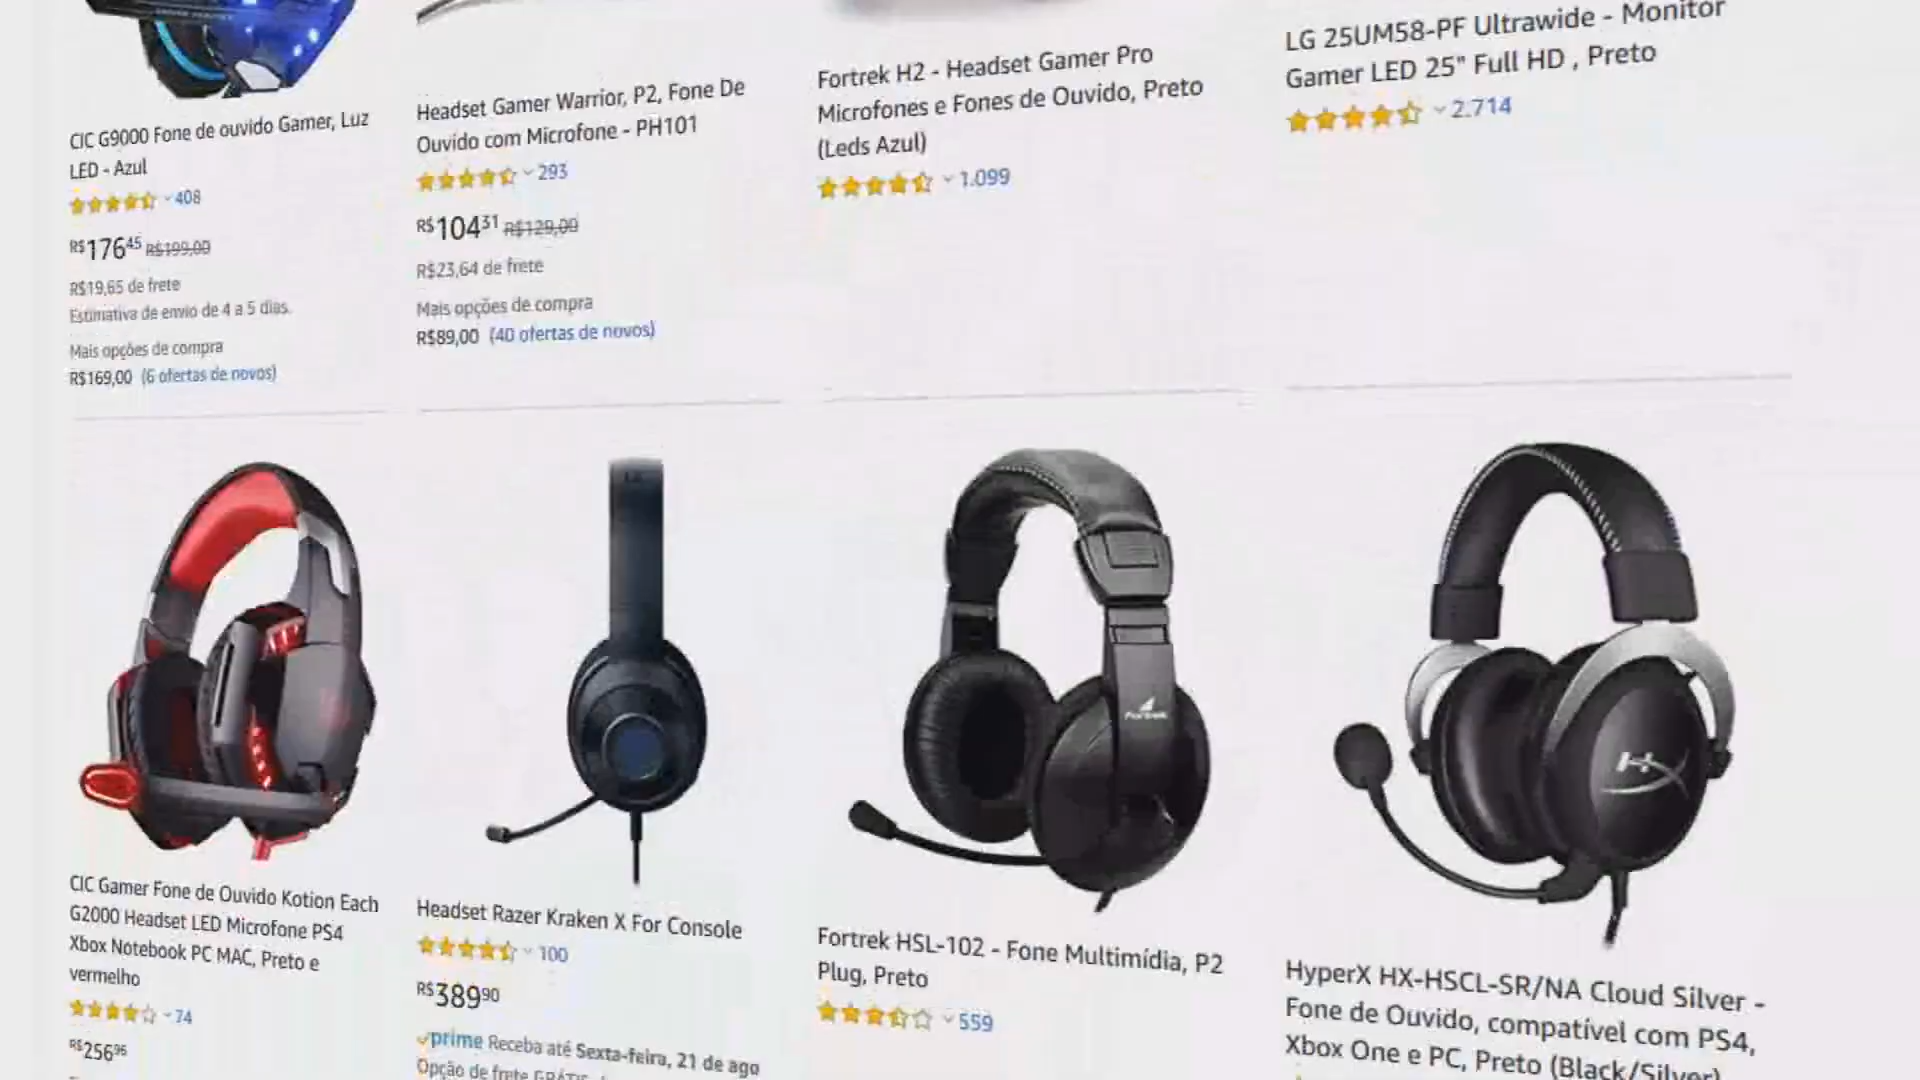 CIC G9000 Fone de ouvido Gamer, Luz
LED - Azul
408
R$176,45 R$199,00
R$19,65 de frete
Estimativa de envio de 4 a 5 dias.
Mais opções de compra
R$169,00 (6 ofertas de novos)
Headset Gamer Warrior, P2, Fone De
Ouvido com Microfone - PH101
293
R$104,31 R$129,00
R$23,64 de frete
Mais opções de compra
R$89,00 (40 ofertas de novos)
Fortrek H2 - Headset Gamer Pro
Microfones e Fones de Ouvido, Preto
(Leds Azul)
1.099
LG 25UM58-PF Ultrawide - Monitor
Gamer LED 25" Full HD , Preto
2.714
Fortrek
CIC Gamer Fone de Ouvido Kotion Each
G2000 Headset LED Microfone PS4
Xbox Notebook PC MAC, Preto e
vermelho
74
R$256,96
Headset Razer Kraken X For Console
100
R$389,90
prime Receba até Sexta-feira, 21 de ago
Opção de frete GRÁTIS
Fortrek HSL-102 - Fone Multimídia, P2
Plug, Preto
559
HyperX HX-HSCL-SR/NA Cloud Silver -
Fone de Ouvido, compatível com PS4,
Xbox One e PC, Preto (Black/Silver)